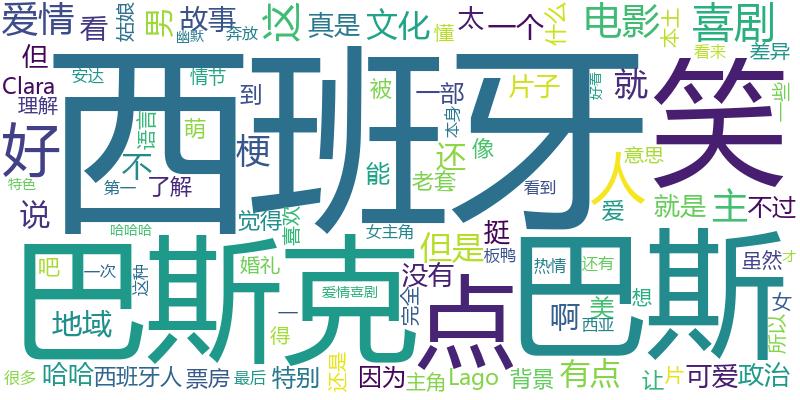 爱情
看
姑娘
男
故事
幽默
奔放
这
真是
文化
懂
太
一个
什么
电影
本土
喜剧
看来
差异
但
Clara
理解
安达
情节
到
被
一部
片子
好看
就
一些
西班牙
笑
好
语言
萌
不
第一
了解
梗
能
还
老套
像
本身
看到
人
意思
爱
就是
主
不过
特色
说
哈哈哈
觉得
喜欢
女主角
但是
挺
板鸭
巴斯克
点
巴斯
吧
一次
这种
婚礼
爱情喜剧
没有
完全
热情
还有
虽然
才
地域
一
得
啊
美
西亚
想
女
所以
很多
哈哈
西班牙人
票房
最后
特别
还是
因为
主角
Lago
背景
有点
让
片
可爱
政治